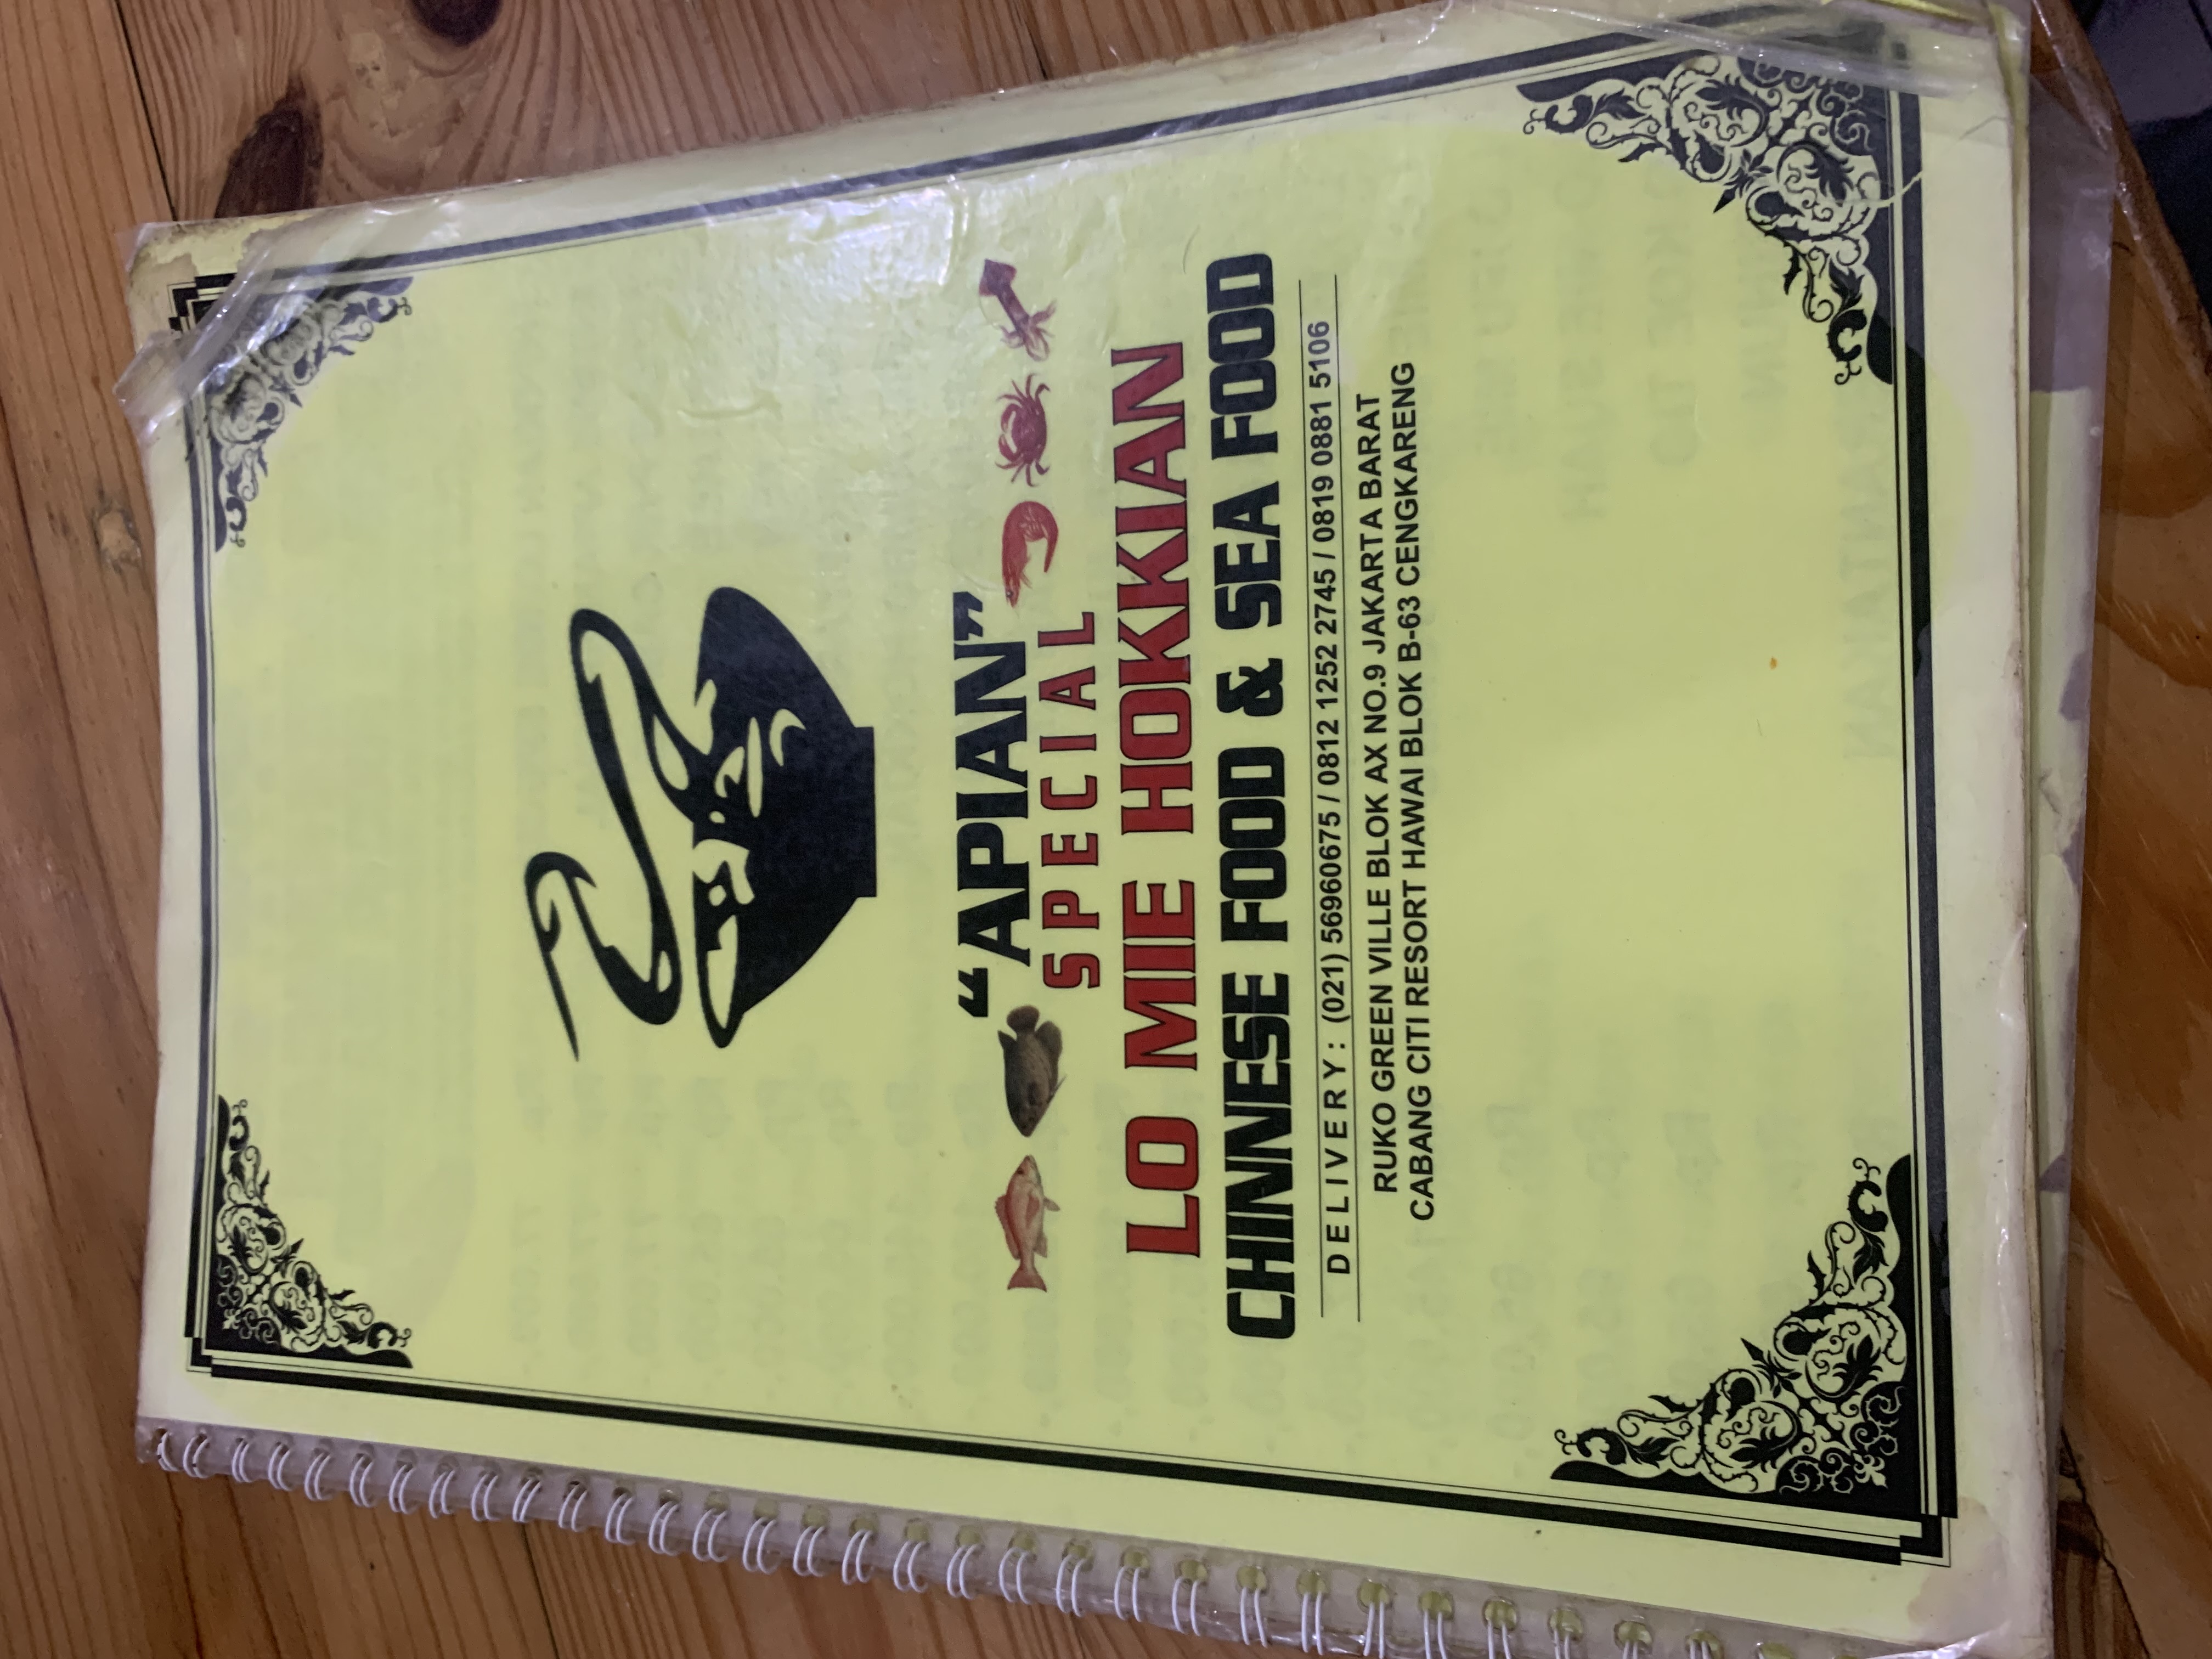 “APIAN”
SPECIAL
LO MIE HOKKIAN
CHINNESE FOOD & SEA FOOD
DELIVERY : (021) 56960675 / 0812 1252 2745 / 0819 0881 5106
RUKO GREEN VILLE BLOK AX NO.9 JAKARTA BARAT
CABANG CITI RESORT HAWAI BLOK B-63 CENGKARENG